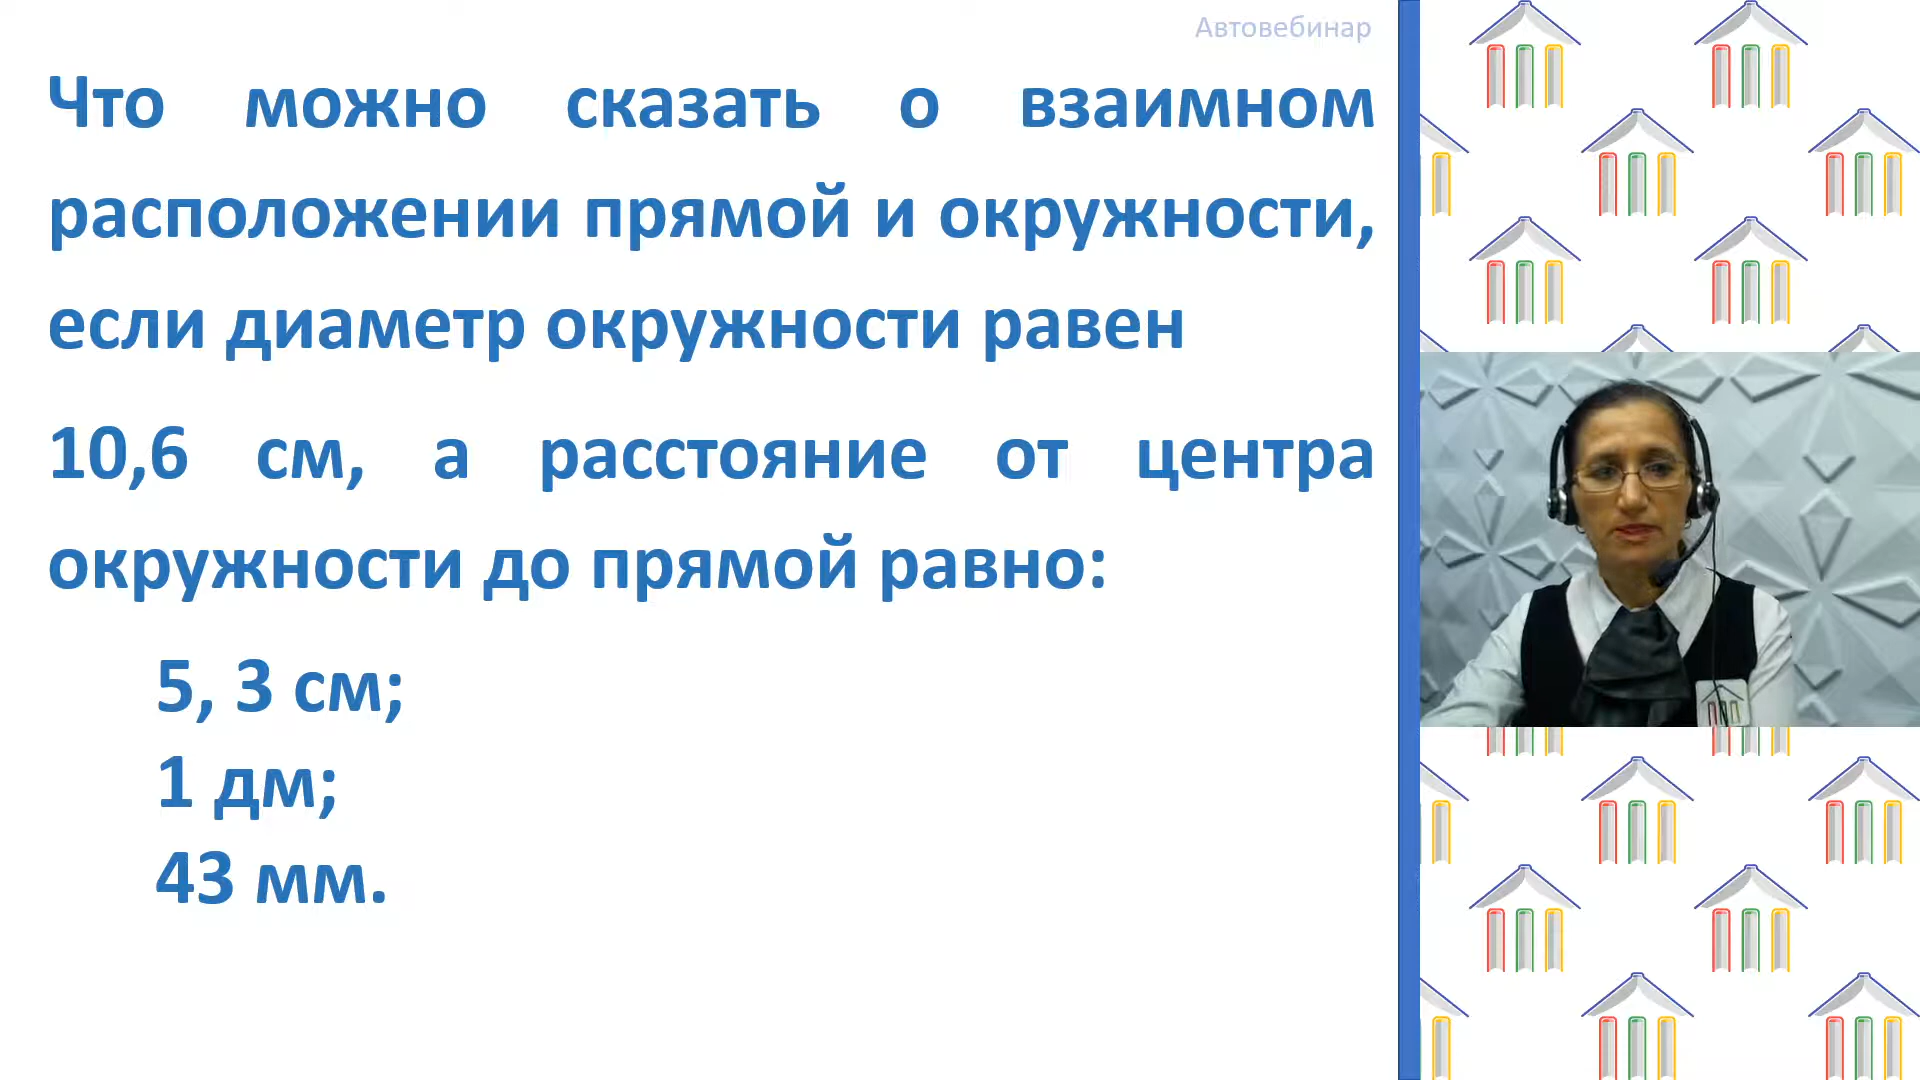 Автовебинар
Что можно сказать о взаимном
расположении прямой и окружности,
если диаметр окружности равен
10,6 см, а расстояние от центра
окружности до прямой равно:
5, 3 см;
1 дм;
43 мм.